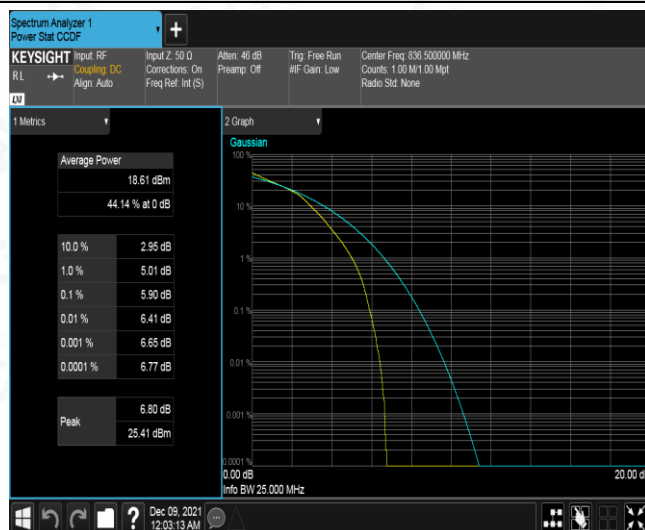 Spectrum Analyzer 1
Power Stat CCDF
KEYSIGHT
RL
LXI
Input: RF
Coupling: DC
Align: Auto
Input Z: 50 Ω
Corrections: On
Freq Ref: Int (S)
Atten: 46 dB
Preamp: Off
Trig: Free Run
#IF Gain: Low
Center Freq: 836.500000 MHz
Counts: 1.00 M/1.00 Mpt
Radio Std: None
1 Metrics
Average Power
18.61 dBm
44.14 % at 0 dB
10.0 % 2.95 dB
1.0 % 5.01 dB
0.1 % 5.90 dB
0.01 % 6.41 dB
0.001 % 6.65 dB
0.0001 % 6.77 dB
Peak
6.80 dB
25.41 dBm
2 Graph
Gaussian
100 %
10 %
1 %
0.1 %
0.01 %
0.001 %
0.0001 %
0.00 dB
20.00 d
Info BW 25.000 MHz
Dec 09, 2021
12:03:13 AM